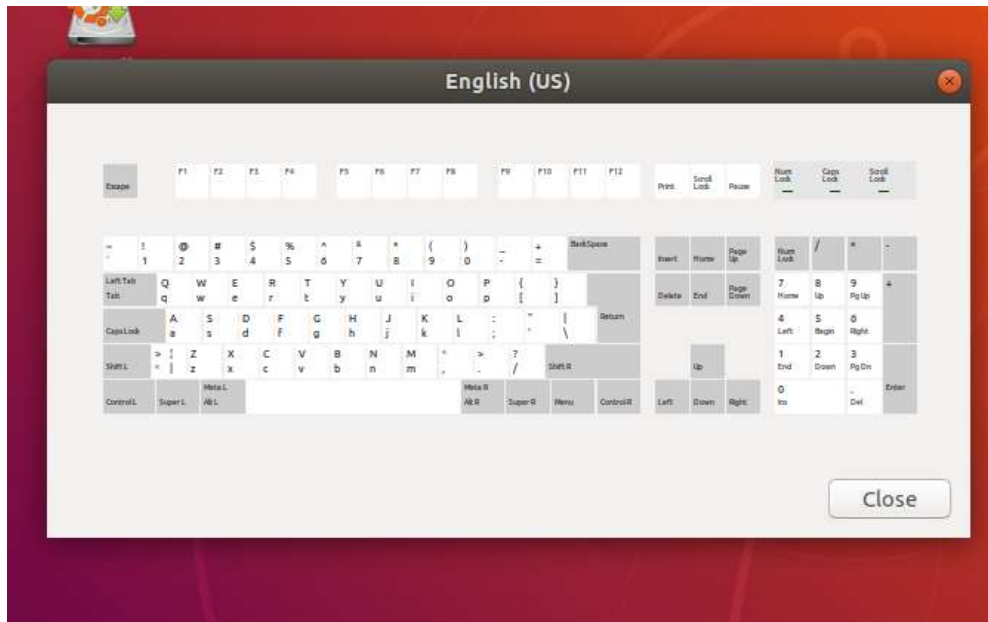 English (US)
Escape F1 F2 F3 F4 F5 F6 F7 F8 F9 F10 F11 F12 Print Scroll Lock Pause Num Lock Caps Lock Scroll Lock
~ ! @ # $ % ^ & * ( ) _ + BackSpace Insert Home Page Up Num Lock / * -
` 1 2 3 4 5 6 7 8 9 0 - =
Left Tab Q W E R T Y U I O P { } Delete End Page Down 7 8 9 +
Tab q w e r t y u i o p [ ] Home Up Pg Up
Caps Lock A S D F G H J K L : " | Return 4 5 6
a s d f g h j k l ; ' \ Left Begin Right
Shift L > ¦ Z X C V B N M < > ? Shift R Up 1 2 3
< | z x c v b n m , . / End Down Pg Dn
Control L Super L Meta L Meta R Super R Menu Control R Left Down Right 0 . Enter
Alt L Alt R Ins Del
Close